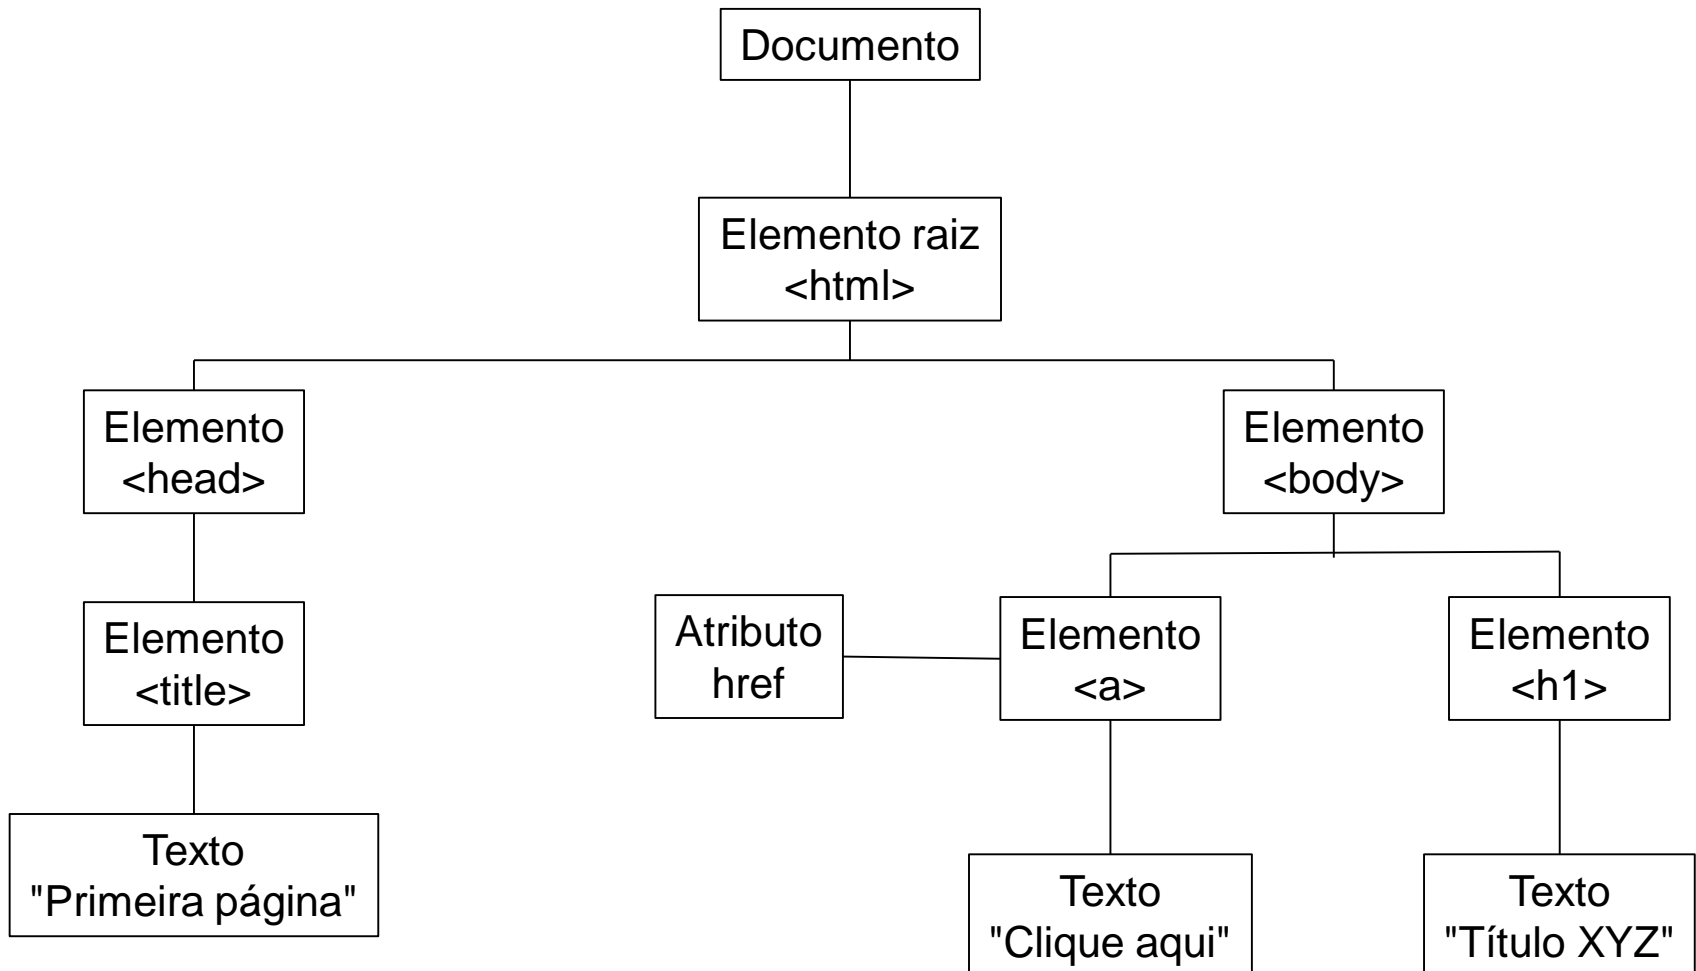 Documento
Elemento raiz
<html>
Elemento
<head>
Elemento
<body>
Elemento
<title>
Atributo
href
Elemento
<a>
Elemento
<h1>
Texto
"Primeira página"
Texto
"Clique aqui"
Texto
"Título XYZ"